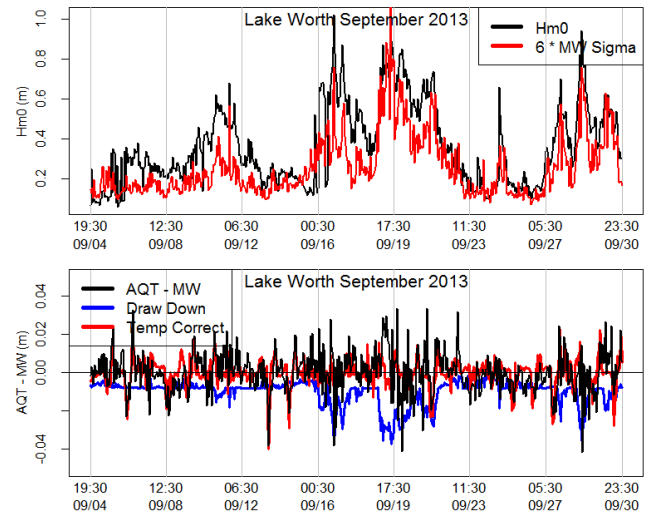 Lake Worth September 2013
Hm0
6 * MW Sigma
Hm0 (m)
1.0
0.8
0.6
0.4
0.2
19:30 12:30 06:30 00:30 17:30 11:30 05:30 23:30
09/04 09/08 09/12 09/16 09/19 09/23 09/27 09/30
Lake Worth September 2013
AQT - MW
Draw Down
Temp Correct
AQT - MW (m)
0.04
0.02
0.00
-0.04
19:30 12:30 06:30 00:30 17:30 11:30 05:30 23:30
09/04 09/08 09/12 09/16 09/19 09/23 09/27 09/30